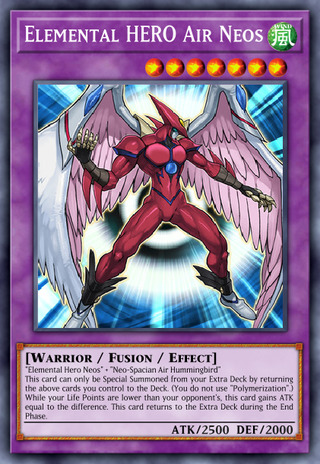 Elemental HERO Air Neos
WIND
風
[Warrior / Fusion / Effect]
"Elemental Hero Neos" + "Neo-Spacian Air Hummingbird"
This card can only be Special Summoned from your Extra Deck by returning
the above cards you control to the Deck. (You do not use "Polymerization".)
While your Life Points are lower than your opponent's, this card gains ATK
equal to the difference. This card returns to the Extra Deck during the End
Phase.
ATK/2500 DEF/2000